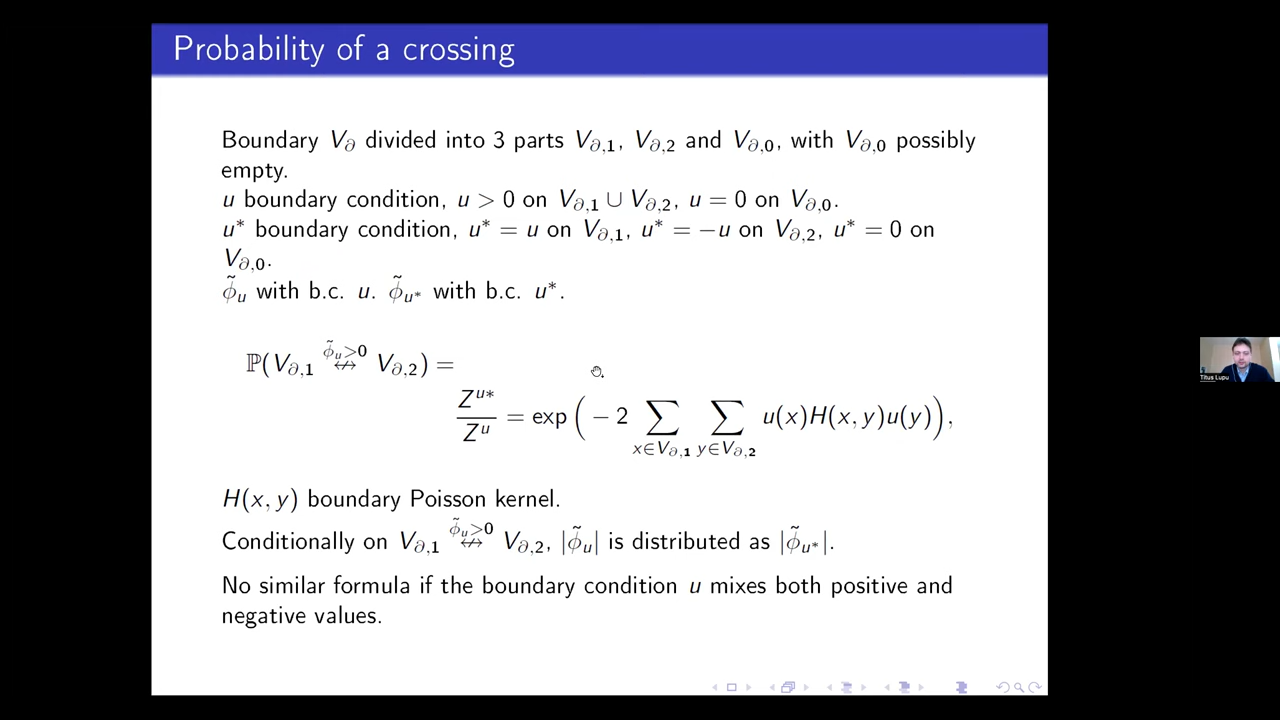 Probability of a crossing
Boundary V∂ divided into 3 parts V∂,1, V∂,2 and V∂,0, with V∂,0 possibly
empty.
u boundary condition, u > 0 on V∂,1 ∪ V∂,2, u = 0 on V∂,0.
u* boundary condition, u* = u on V∂,1, u* = −u on V∂,2, u* = 0 on
V∂,0.
ϕ̃u with b.c. u. ϕ̃u* with b.c. u*.
ℙ(V∂,1 ↮^{ϕ̃u>0} V∂,2) =
Z^{u*}/Z^{u} = exp(−2 ∑_{x∈V∂,1} ∑_{y∈V∂,2} u(x)H(x, y)u(y)),
H(x, y) boundary Poisson kernel.
Conditionally on V∂,1 ↮^{ϕ̃u>0} V∂,2, |ϕ̃u| is distributed as |ϕ̃u*|.
No similar formula if the boundary condition u mixes both positive and
negative values.
Titus Lupu